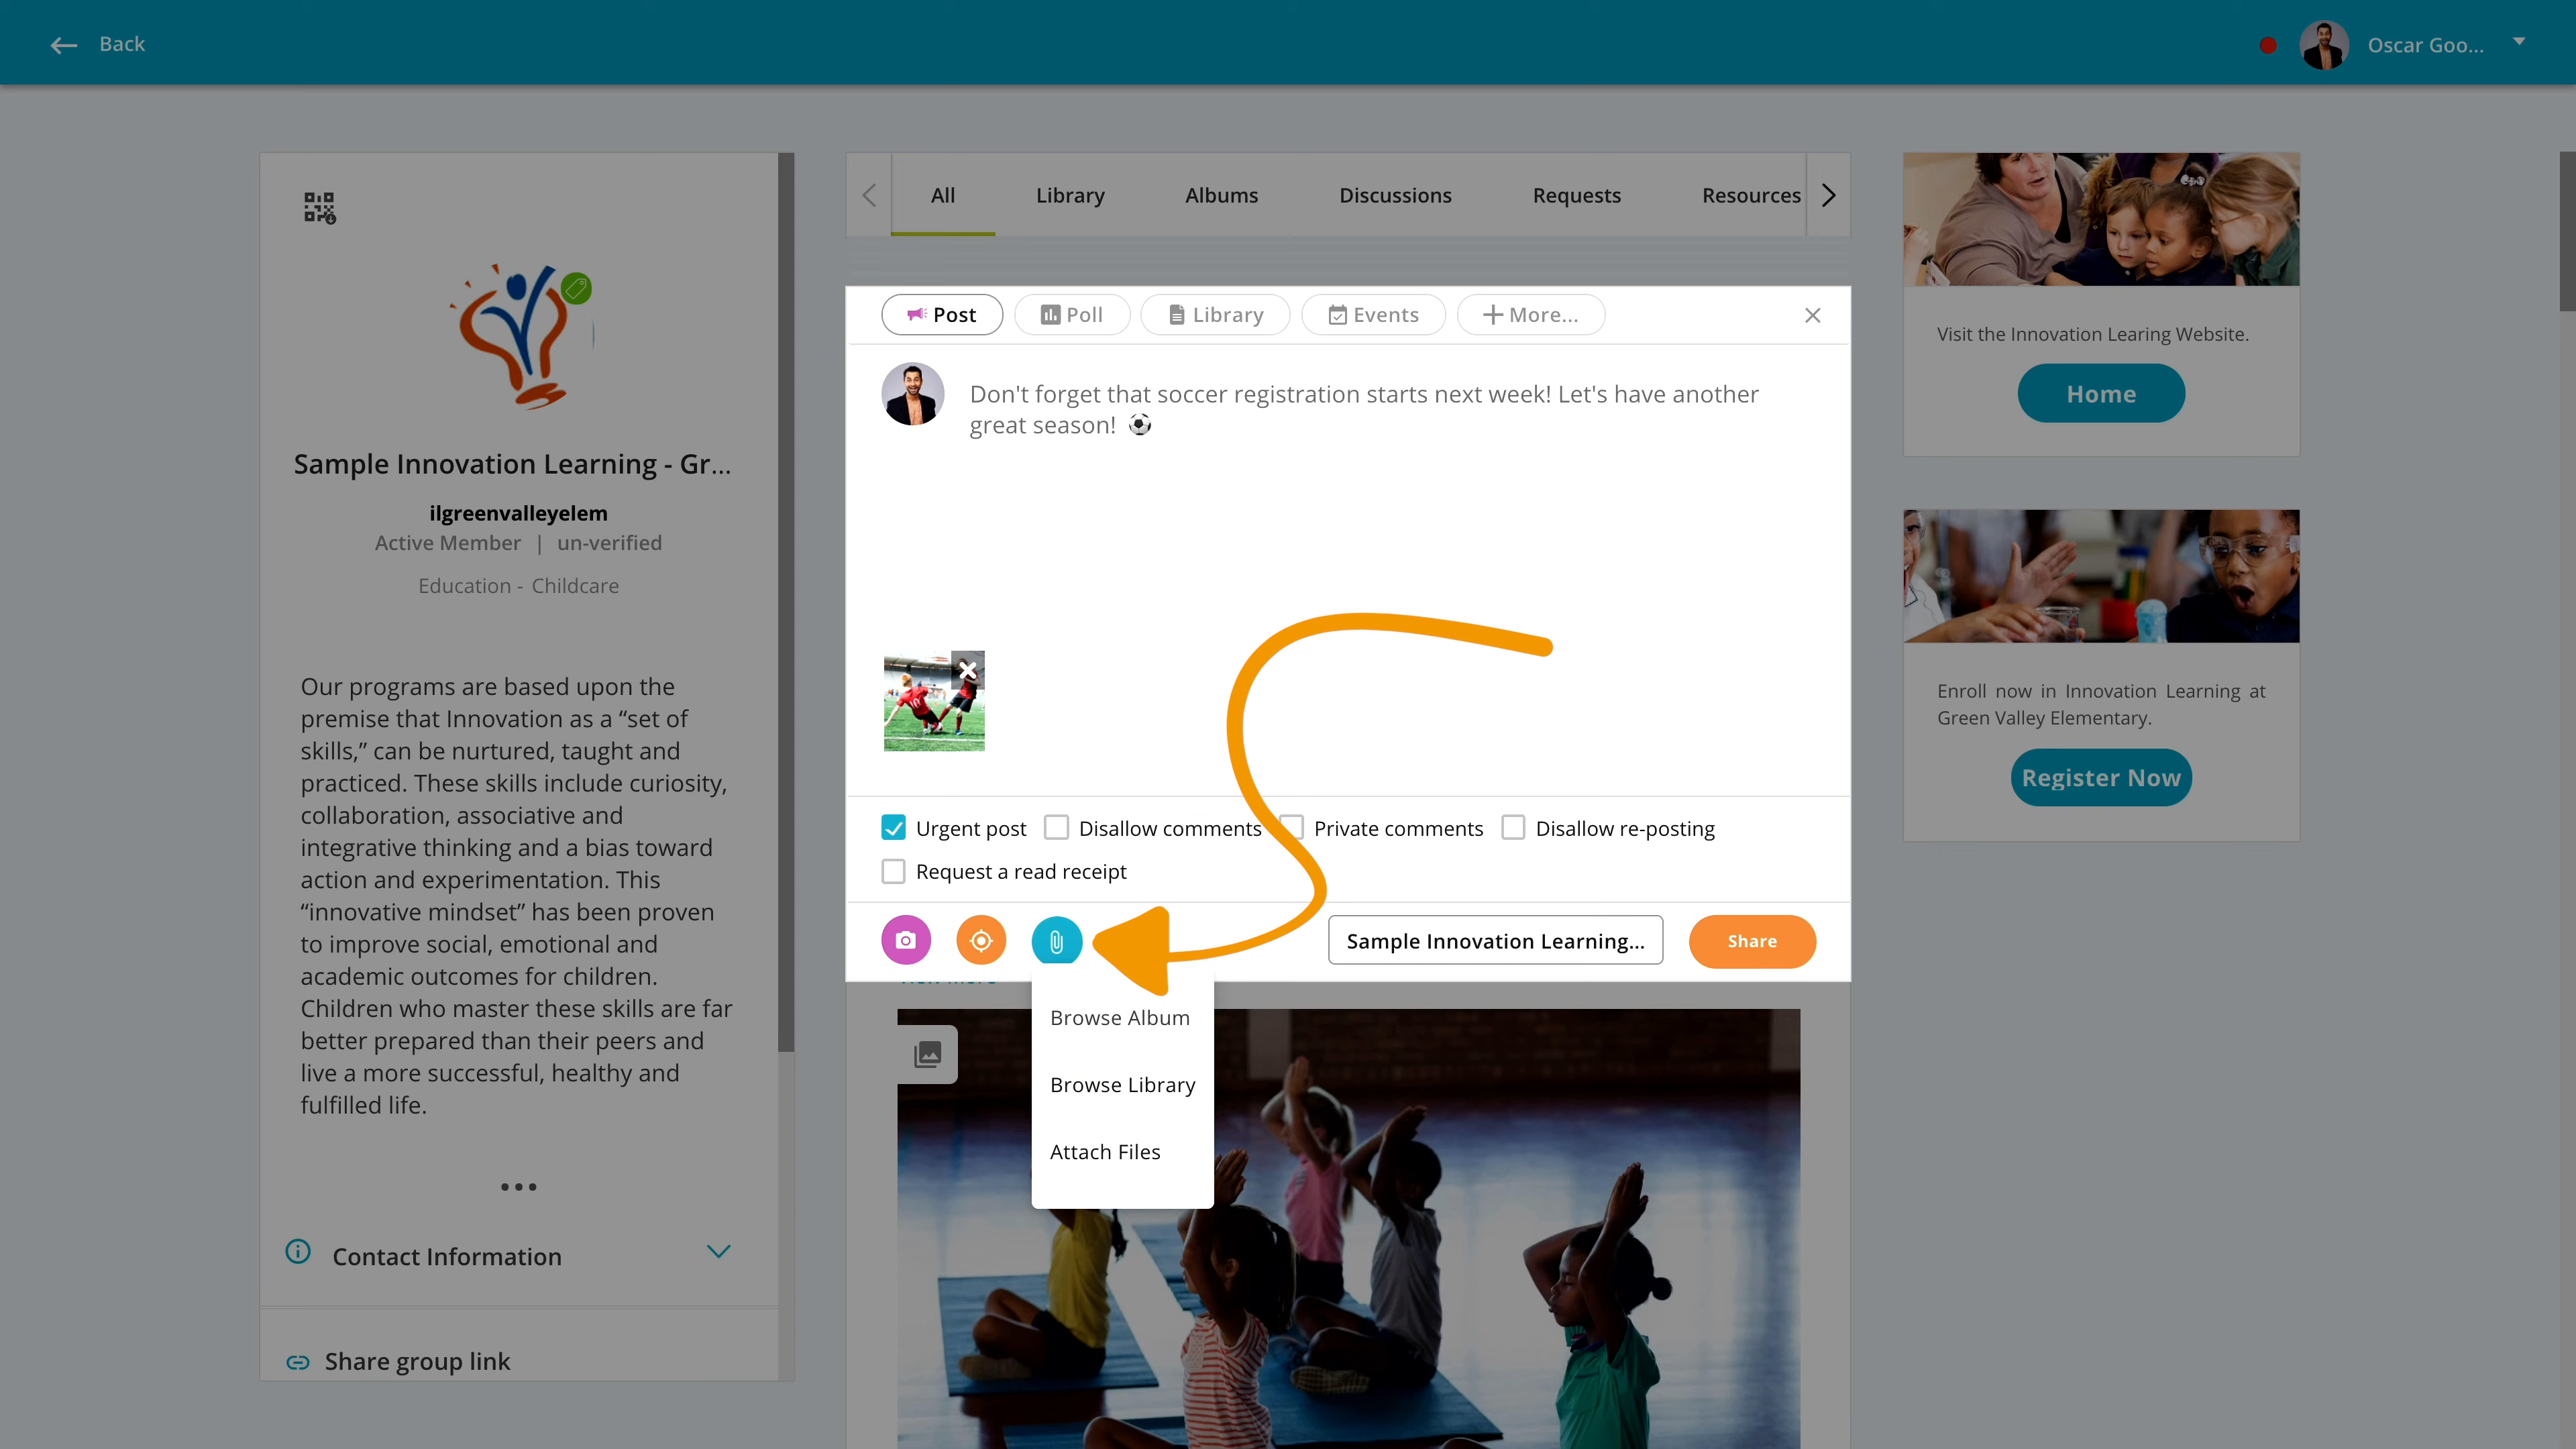 Back
Oscar Goo...
Sample Innovation Learning - Gr...
ilgreenvalleyelem
Active Member | un-verified
Education - Childcare
Our programs are based upon the
premise that Innovation as a “set of
skills,” can be nurtured, taught and
practiced. These skills include curiosity,
collaboration, associative and
integrative thinking and a bias toward
action and experimentation. This
“innovative mindset” has been proven
to improve social, emotional and
academic outcomes for children.
Children who master these skills are far
better prepared than their peers and
live a more successful, healthy and
fulfilled life.
Contact Information
Share group link
All
Library
Albums
Discussions
Requests
Resources
Post
Poll
Library
Events
More...
Don't forget that soccer registration starts next week! Let's have another
great season!
Urgent post
Disallow comments
Private comments
Disallow re-posting
Request a read receipt
Sample Innovation Learning...
Share
Browse Album
Browse Library
Attach Files
Visit the Innovation Learing Website.
Home
Enroll now in Innovation Learning at
Green Valley Elementary.
Register Now